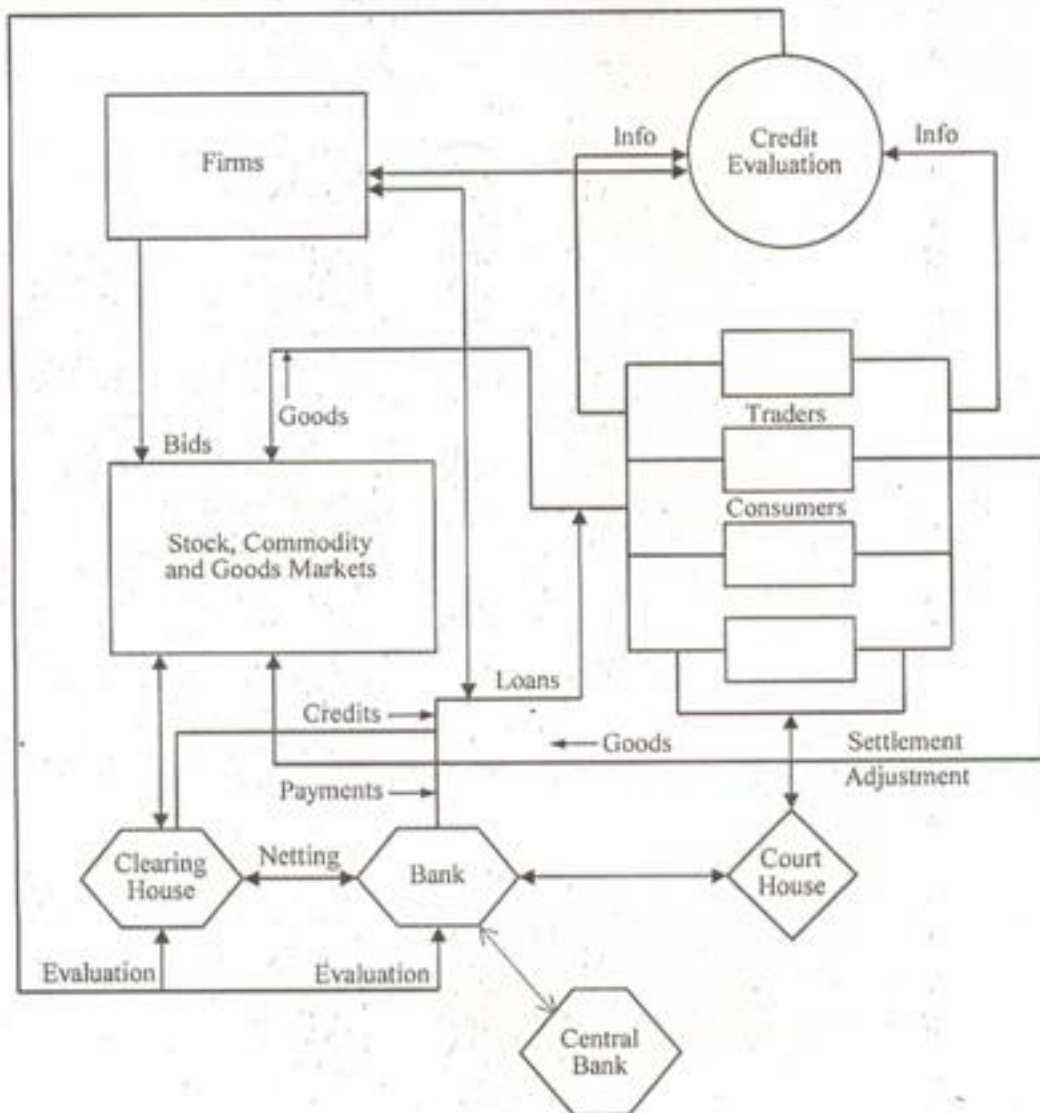 Firms
Info
Credit
Evaluation
Info
Goods
Bids
Traders
Consumers
Stock, Commodity
and Goods Markets
Loans
Credits
Goods
Settlement
Adjustment
Payments
Clearing
House
Netting
Bank
Court
House
Evaluation
Evaluation
Central
Bank